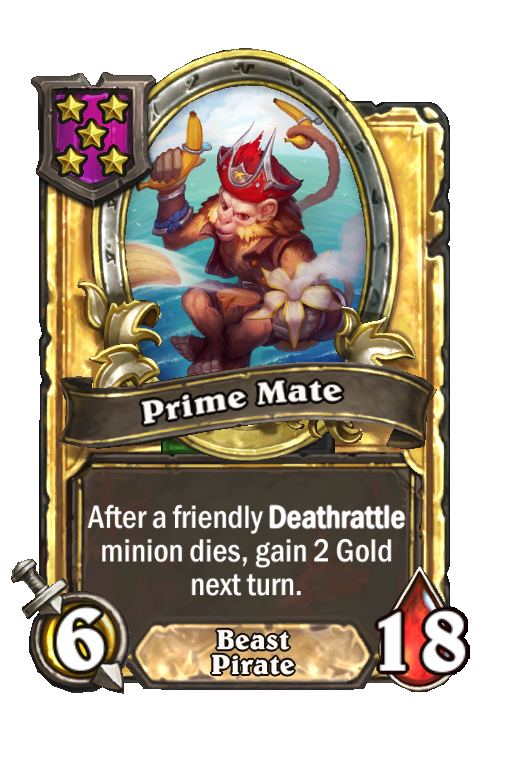 Prime Mate
After a friendly Deathrattle
minion dies, gain 2 Gold
next turn.
6
Beast
Pirate
18